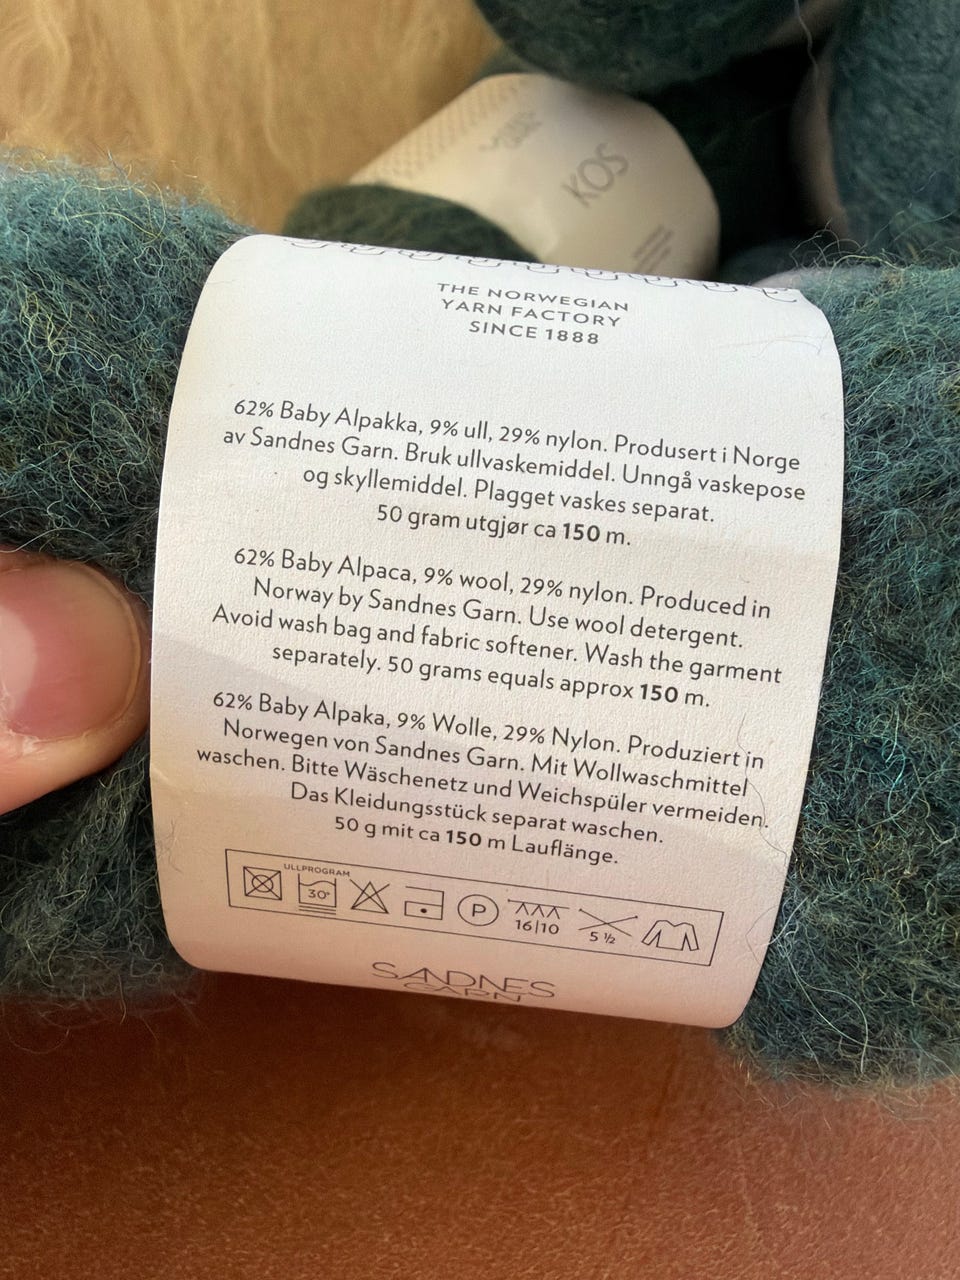 KOS
THE NORWEGIAN
YARN FACTORY
SINCE 1888
62% Baby Alpakka, 9% ull, 29% nylon. Produsert i Norge
av Sandnes Garn. Bruk ullvaskemiddel. Unngå vaskepose
og skyllemiddel. Plagget vaskes separat.
50 gram utgjør ca 150 m.
62% Baby Alpaca, 9% wool, 29% nylon. Produced in
Norway by Sandnes Garn. Use wool detergent.
Avoid wash bag and fabric softener. Wash the garment
separately. 50 grams equals approx 150 m.
62% Baby Alpaka, 9% Wolle, 29% Nylon. Produziert in
Norwegen von Sandnes Garn. Mit Wollwaschmittel
waschen. Bitte Wäschenetz und Weichspüler vermeiden.
Das Kleidungsstück separat waschen.
50 g mit ca 150 m Lauflänge.
ULLPROGRAM
30° P 16|10 5 ½
SANDNES
GARN